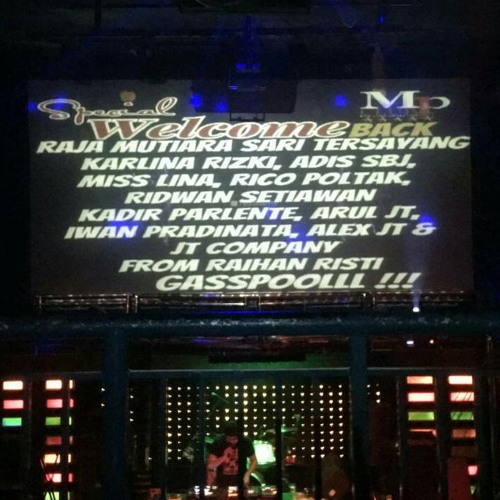 Special
Welcome BACK
MP
RAJA MUTIARA SARI TERSAYANG
KARLINA RIZKI, ADIS SBJ,
MISS LINA, RICO POLTAK,
RIDWAN SETIAWAN
KADIR PARLENTE, ARUL JT,
IWAN PRADINATA, ALEX JT &
JT COMPANY
FROM RAIHAN RISTI
GASSPOOLLL !!!